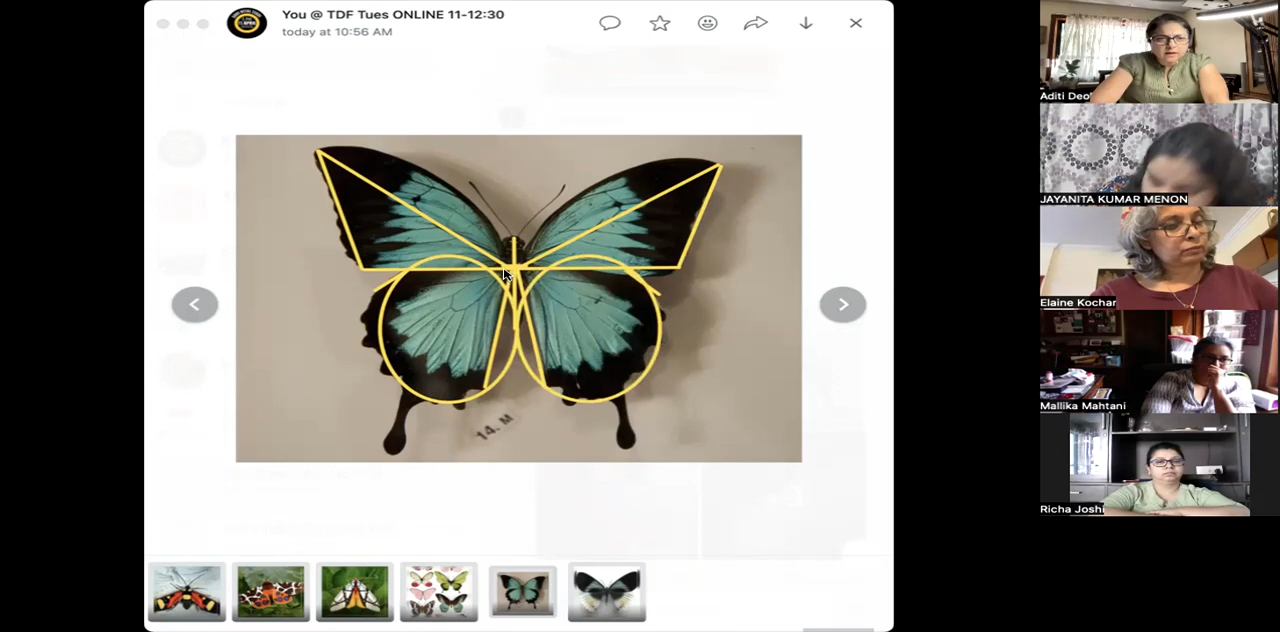 You @ TDF Tues ONLINE 11-12:30
today at 10:56 AM
14. M
Aditi Deo
JAYANITA KUMAR MENON
Elaine Kochar
Mallika Mahtani
Richa Joshi